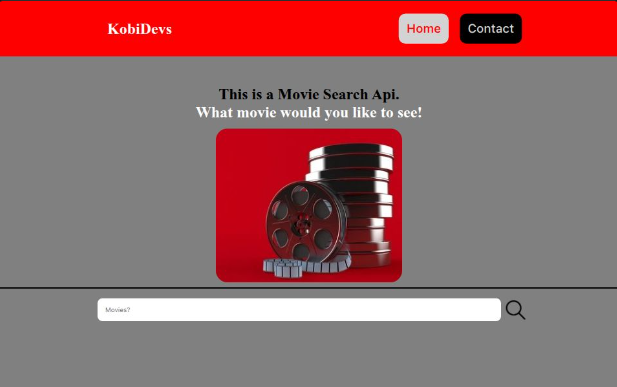 KobiDevs
Home
Contact
This is a Movie Search Api.
What movie would you like to see!
Movies?